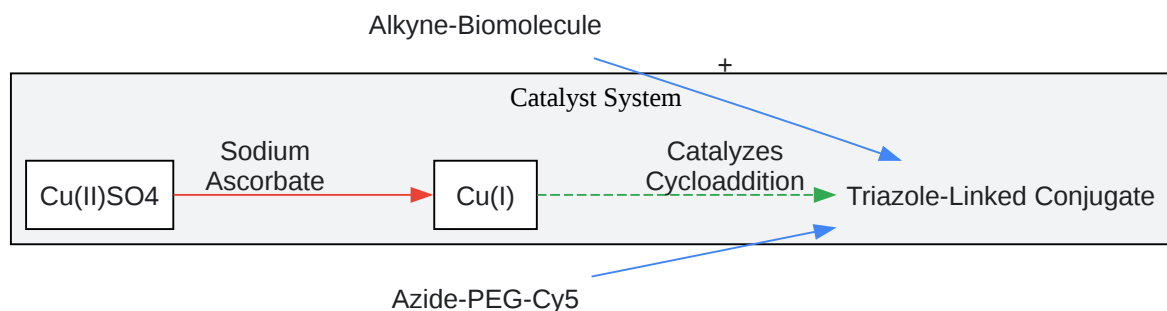 Alkyne-Biomolecule
+
Catalyst System
Cu(II)SO4
Sodium
Ascorbate
Cu(I)
Catalyzes
Cycloaddition
Triazole-Linked Conjugate
Azide-PEG-Cy5